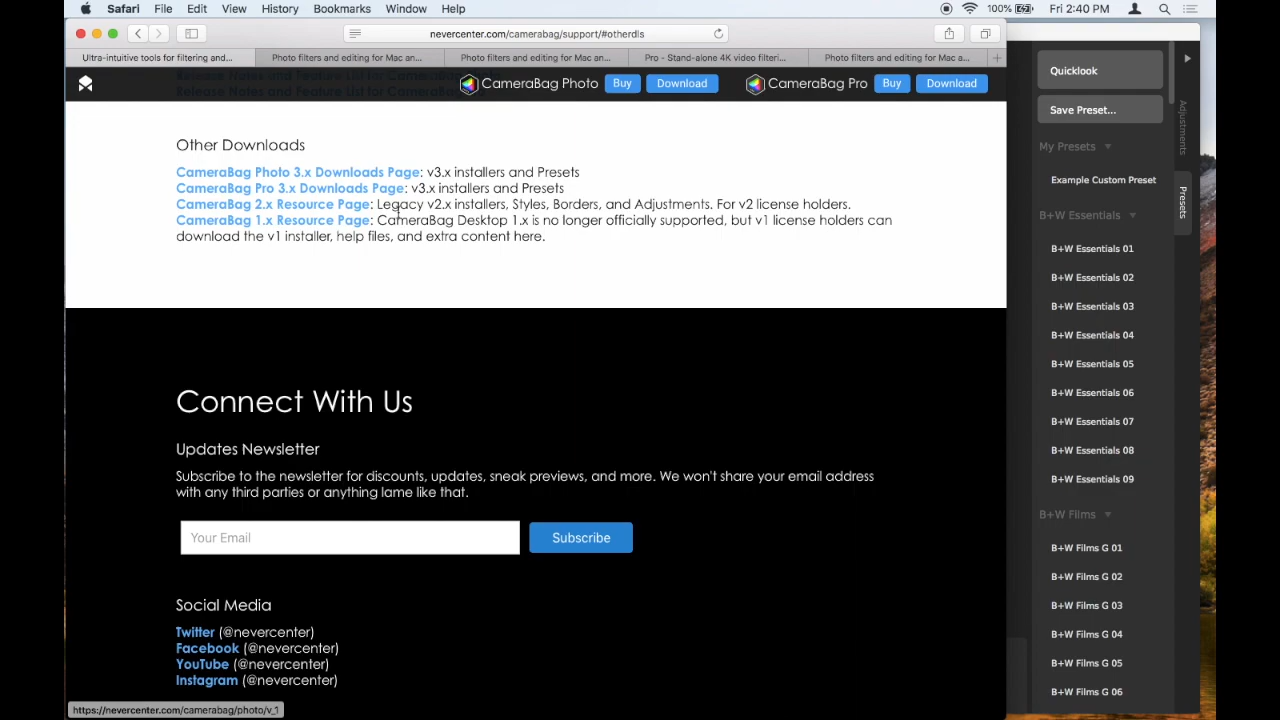 Safari File Edit View History Bookmarks Window Help 100% Fri 2:40 PM
nevercenter.com/camerabag/support/#otherdls
Ultra-intuitive tools for filtering and... Photo filters and editing for Mac an... Photo filters and editing for Mac an... Pro - Stand-alone 4K video filteri... Photo filters and editing for Mac a...
CameraBag Photo Buy Download CameraBag Pro Buy Download
Release Notes and Feature List for CameraBag
Other Downloads
CameraBag Photo 3.x Downloads Page: v3.x installers and Presets
CameraBag Pro 3.x Downloads Page: v3.x installers and Presets
CameraBag 2.x Resource Page: Legacy v2.x installers, Styles, Borders, and Adjustments. For v2 license holders.
CameraBag 1.x Resource Page: CameraBag Desktop 1.x is no longer officially supported, but v1 license holders can
download the v1 installer, help files, and extra content here.
Connect With Us
Updates Newsletter
Subscribe to the newsletter for discounts, updates, sneak previews, and more. We won't share your email address
with any third parties or anything lame like that.
Your Email
Subscribe
Social Media
Twitter (@nevercenter)
Facebook (@nevercenter)
YouTube (@nevercenter)
Instagram (@nevercenter)
https://nevercenter.com/camerabag/photo/v_1
Quicklook
Save Preset...
My Presets
Example Custom Preset
B+W Essentials
B+W Essentials 01
B+W Essentials 02
B+W Essentials 03
B+W Essentials 04
B+W Essentials 05
B+W Essentials 06
B+W Essentials 07
B+W Essentials 08
B+W Essentials 09
B+W Films
B+W Films G 01
B+W Films G 02
B+W Films G 03
B+W Films G 04
B+W Films G 05
B+W Films G 06
Adjustments
Presets